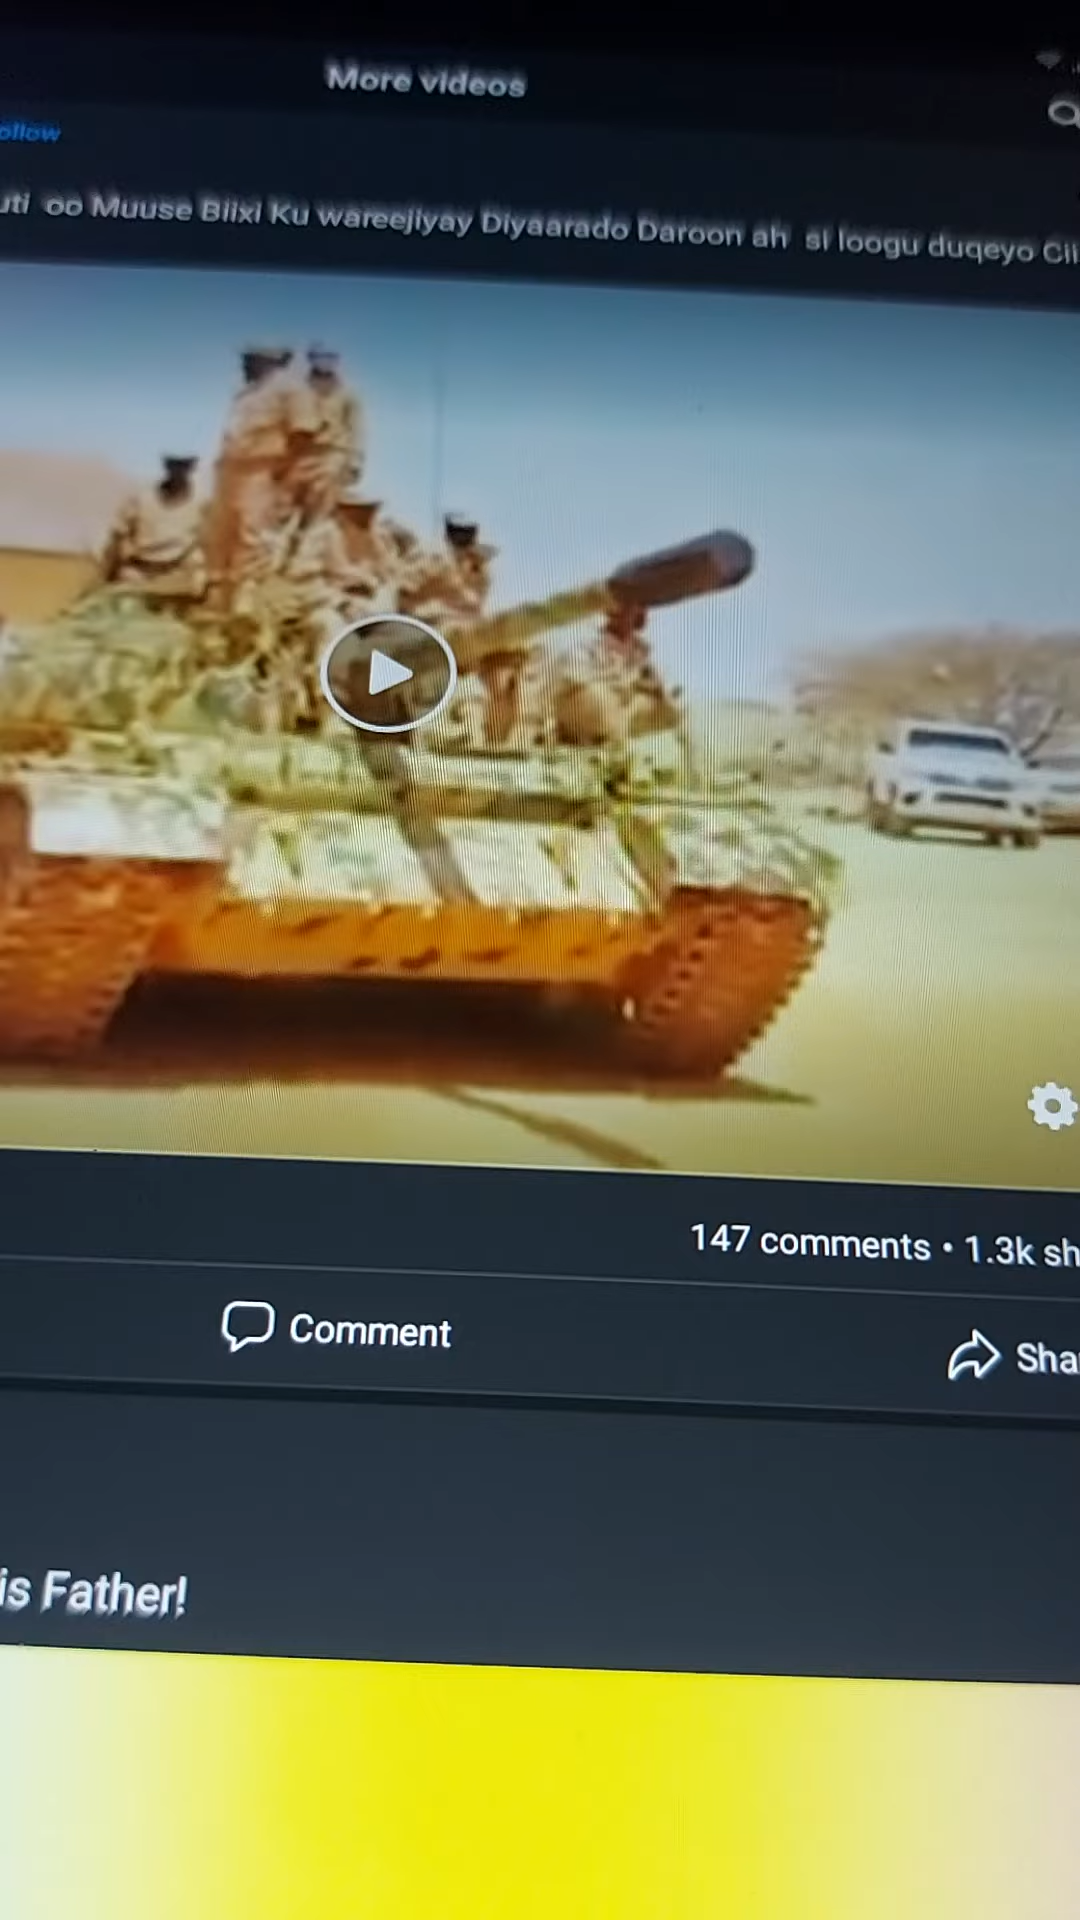 More videos
ollow
uti oo Muuse Biixi Ku wareejiyay Diyaarado Daroon ah si loogu duqeyo Cii
147 comments • 1.3k sh
Comment
Sha
is Father!